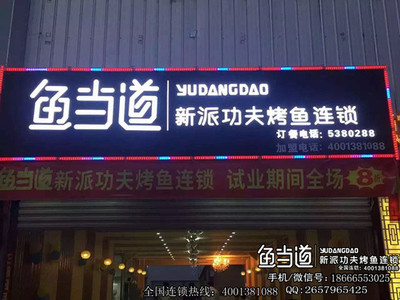 鱼当道
YUDANGDAO
新派功夫烤鱼连锁
订餐电话：5380288
加盟电话：4001381088
鱼当道 新派功夫烤鱼连锁 试业期间全场8
鱼当道
YUDANGDAO
新派功夫烤鱼连锁
全国连锁：4001381088
手机/微信号：18666553025
全国连锁热线：4001381088 QQ:2657965425